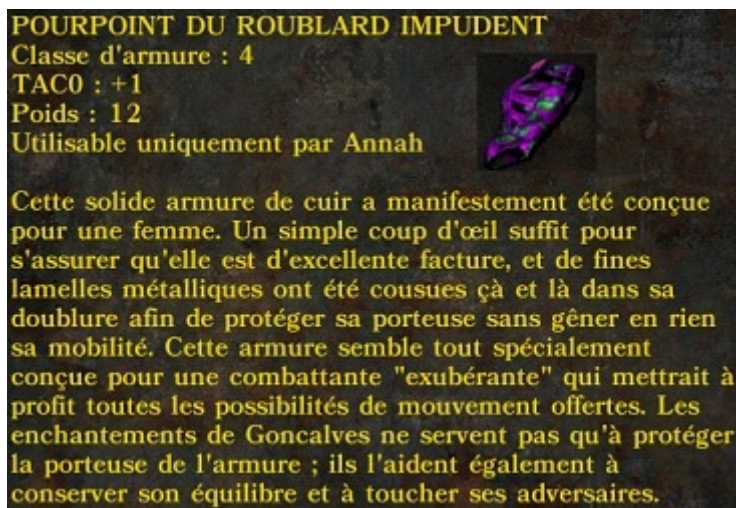 POURPOINT DU ROUBLARD IMPUDENT
Classe d'armure : 4
TAC0 : +1
Poids : 12
Utilisable uniquement par Annah
Cette solide armure de cuir a manifestement été conçue
pour une femme. Un simple coup d'œil suffit pour
s'assurer qu'elle est d'excellente facture, et de fines
lamelles métalliques ont été cousues çà et là dans sa
doublure afin de protéger sa porteuse sans gêner en rien
sa mobilité. Cette armure semble tout spécialement
conçue pour une combattante "exubérante" qui mettrait à
profit toutes les possibilités de mouvement offertes. Les
enchantements de Goncalves ne servent pas qu'à protéger
la porteuse de l'armure ; ils l'aident également à
conserver son équilibre et à toucher ses adversaires.